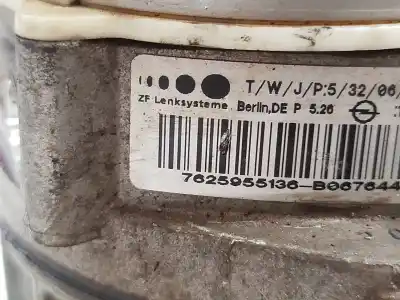 T/W/J/P:5/32/06/
ZF Lenksysteme Berlin,DE P 5.26
7625955136-B067644